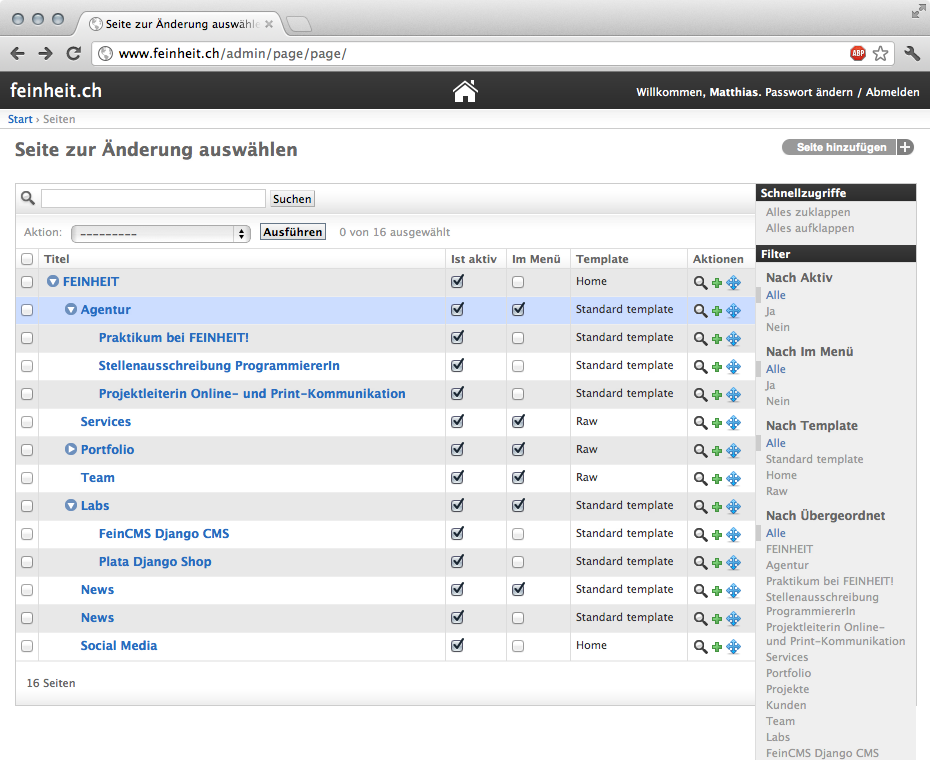 Seite zur Änderung auswähle
www.feinheit.ch/admin/page/page/
ABP
feinheit.ch
Willkommen, Matthias. Passwort ändern / Abmelden
Start › Seiten
Seite zur Änderung auswählen
Seite hinzufügen +
Suchen
Aktion: --------- Ausführen 0 von 16 ausgewählt
Titel Ist aktiv Im Menü Template Aktionen
FEINHEIT Home
Agentur Standard template
Praktikum bei FEINHEIT! Standard template
Stellenausschreibung ProgrammiererIn Standard template
ProjektleiterIn Online- und Print-Kommunikation Standard template
Services Raw
Portfolio Raw
Team Raw
Labs Standard template
FeinCMS Django CMS Standard template
Plata Django Shop Standard template
News Standard template
News Standard template
Social Media Home
16 Seiten
Schnellzugriffe
Alles zuklappen
Alles aufklappen
Filter
Nach Aktiv
Alle
Ja
Nein
Nach Im Menü
Alle
Ja
Nein
Nach Template
Alle
Standard template
Home
Raw
Nach Übergeordnet
Alle
FEINHEIT
Agentur
Praktikum bei FEINHEIT!
Stellenausschreibung
ProgrammiererIn
ProjektleiterIn Online-
und Print-Kommunikation
Services
Portfolio
Projekte
Kunden
Team
Labs
FeinCMS Django CMS